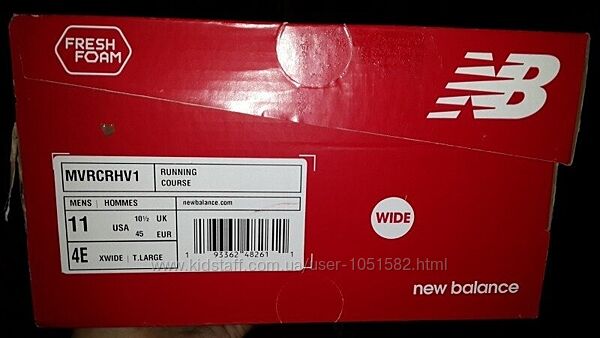 FRESH
FOAM
NB
MVRCRHV1
RUNNING
COURSE
MENS | HOMMES
newbalance.com
11 USA
10½ UK
45 EUR
4E XWIDE | T.LARGE
1 93362 48261 1
WIDE
www.kidstaff.com.ua/user-1051582.html
new balance